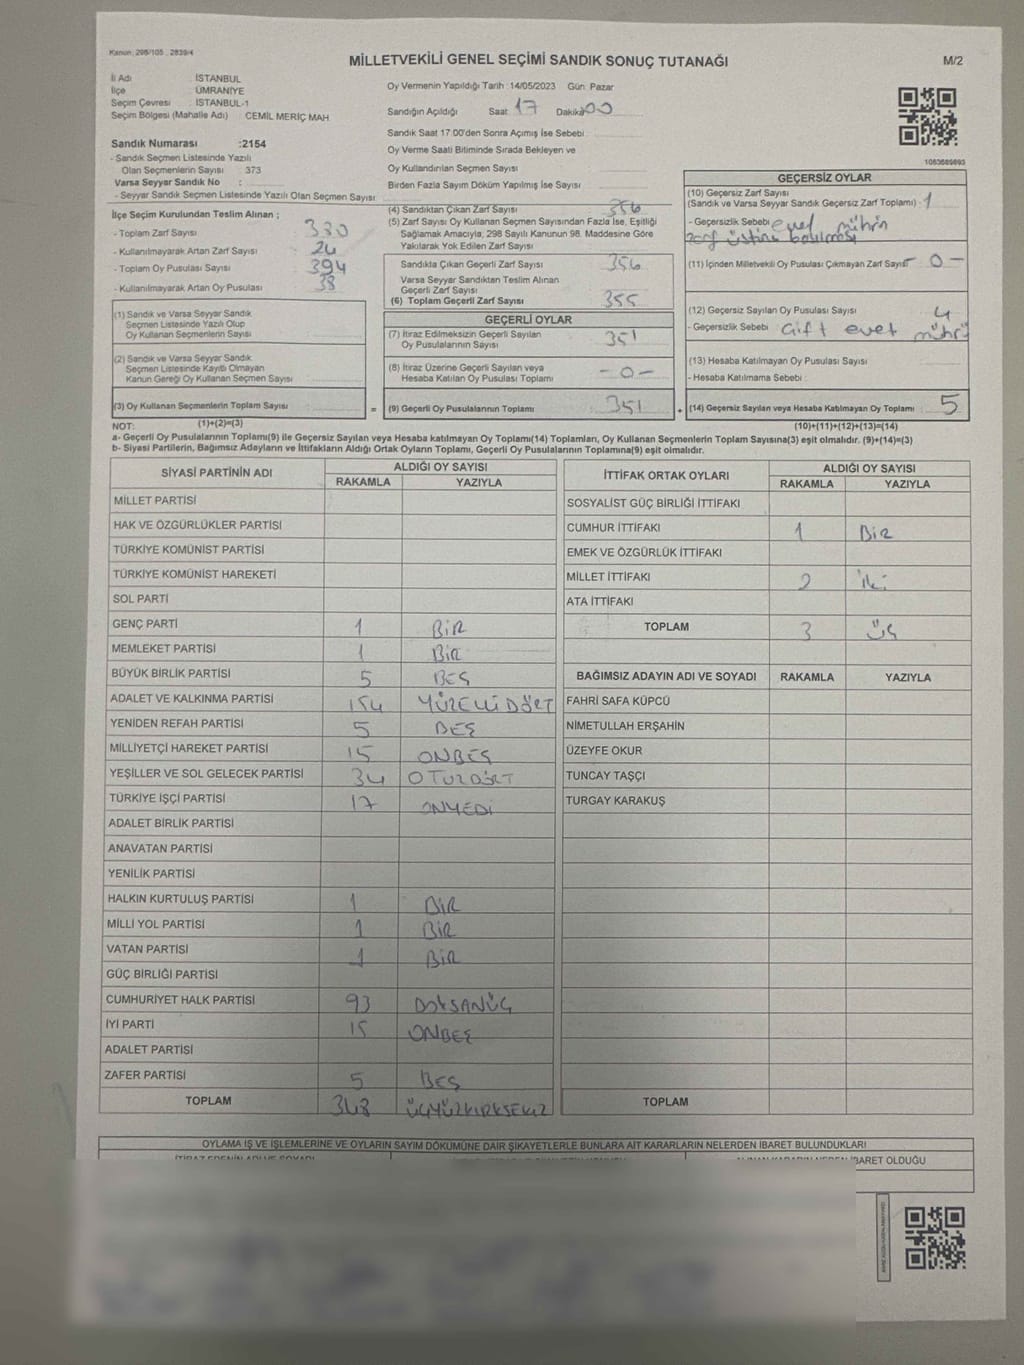 Kanun: 298/105 , 2839/4
MİLLETVEKİLİ GENEL SEÇİMİ SANDIK SONUÇ TUTANAĞI
M/2
İl Adı : İSTANBUL
İlçe : ÜMRANİYE
Seçim Çevresi : İSTANBUL-1
Seçim Bölgesi (Mahalle Adı) CEMİL MERİÇ MAH.
Sandık Numarası :2154
- Sandık Seçmen Listesinde Yazılı
Olan Seçmenlerin Sayısı : 373
Varsa Seyyar Sandık No :
- Seyyar Sandık Seçmen Listesinde Yazılı Olan Seçmen Sayısı
Oy Vermenin Yapıldığı Tarih :14/05/2023 Gün: Pazar
Sandığın Açıldığı Saat: 17 Dakika: 00
Sandık Saat 17.00'den Sonra Açımış İse Sebebi
Oy Verme Saati Bitiminde Sırada Bekleyen ve
Oy Kullandırılan Seçmen Sayısı
Birden Fazla Sayım Döküm Yapılmış İse Sayısı
1063689893
İlçe Seçim Kurulundan Teslim Alınan ;
- Toplam Zarf Sayısı 380
- Kullanılmayarak Artan Zarf Sayısı 24
- Toplam Oy Pusulası Sayısı 394
- Kullanılmayarak Artan Oy Pusulası 38
(1) Sandık ve Varsa Seyyar Sandık
Seçmen Listesinde Yazılı Olup
Oy Kullanan Seçmenlerin Sayısı
(2) Sandık ve Varsa Seyyar Sandık
Seçmen Listesinde Kayıtlı Olmayan
Kanun Gereği Oy Kullanan Seçmen Sayısı
(3) Oy Kullanan Seçmenlerin Toplam Sayısı
(1)+(2)=(3)
(4) Sandıktan Çıkan Zarf Sayısı 356
(5) Zarf Sayısı Oy Kullanan Seçmen Sayısından Fazla İse, Eşitliği
Sağlamak Amacıyla, 298 Sayılı Kanunun 98. Maddesine Göre
Yakılarak Yok Edilen Zarf Sayısı
Sandıkta Çıkan Geçerli Zarf Sayısı 356
Varsa Seyyar Sandıktan Teslim Alınan
Geçerli Zarf Sayısı
(6) Toplam Geçerli Zarf Sayısı 355
GEÇERLİ OYLAR
(7) İtiraz Edilmeksizin Geçerli Sayılan
Oy Pusulalarının Sayısı 351
(8) İtiraz Üzerine Geçerli Sayılan veya
Hesaba Katılan Oy Pusulası Toplamı - 0 -
= (9) Geçerli Oy Pusulalarının Toplamı 351
GEÇERSİZ OYLAR
(10) Geçersiz Zarf Sayısı
(Sandık ve Varsa Seyyar Sandık Geçersiz Zarf Toplamı) : 1
- Geçersizlik Sebebi evet mührin
zarf üstüne basılması
(11) İçinden Milletvekili Oy Pusulası Çıkmayan Zarf Sayısı - 0 -
(12) Geçersiz Sayılan Oy Pusulası Sayısı 4
- Geçersizlik Sebebi : Çift evet mührü
(13) Hesaba Katılmayan Oy Pusulası Sayısı
- Hesaba Katılmama Sebebi :
+ (14) Geçersiz Sayılan veya Hesaba Katılmayan Oy Toplamı 5
(10)+(11)+(12)+(13)=(14)
NOT:
a- Geçerli Oy Pusulalarının Toplamı(9) ile Geçersiz Sayılan veya Hesaba katılmayan Oy Toplamı(14) Toplamları, Oy Kullanan Seçmenlerin Toplam Sayısına(3) eşit olmalıdır. (9)+(14)=(3)
b- Siyasi Partilerin, Bağımsız Adayların ve İttifakların Aldığı Ortak Oyların Toplamı, Geçerli Oy Pusulalarının Toplamına(9) eşit olmalıdır.
SİYASİ PARTİNİN ADI
ALDIĞI OY SAYISI
RAKAMLA YAZIYLA
MİLLET PARTİSİ
HAK VE ÖZGÜRLÜKLER PARTİSİ
TÜRKİYE KOMÜNİST PARTİSİ
TÜRKİYE KOMÜNİST HAREKETİ
SOL PARTİ
GENÇ PARTİ 1 BİR
MEMLEKET PARTİSİ 1 BİR
BÜYÜK BİRLİK PARTİSİ 5 BEŞ
ADALET VE KALKINMA PARTİSİ 154 YÜZELLİDÖRT
YENİDEN REFAH PARTİSİ 5 BEŞ
MİLLİYETÇİ HAREKET PARTİSİ 15 ONBEŞ
YEŞİLLER VE SOL GELECEK PARTİSİ 34 OTUZDÖRT
TÜRKİYE İŞÇİ PARTİSİ 17 ONYEDİ
ADALET BİRLİK PARTİSİ
ANAVATAN PARTİSİ
YENİLİK PARTİSİ
HALKIN KURTULUŞ PARTİSİ 1 BİR
MİLLİ YOL PARTİSİ 1 BİR
VATAN PARTİSİ 1 BİR
GÜÇ BİRLİĞİ PARTİSİ
CUMHURİYET HALK PARTİSİ 93 DOKSANÜÇ
İYİ PARTİ 15 ONBEŞ
ADALET PARTİSİ
ZAFER PARTİSİ 5 BEŞ
TOPLAM 348 ÜÇYÜZKIRKSEKİZ
İTTİFAK ORTAK OYLARI
ALDIĞI OY SAYISI
RAKAMLA YAZIYLA
SOSYALİST GÜÇ BİRLİĞİ İTTİFAKI
CUMHUR İTTİFAKI 1 BİR
EMEK VE ÖZGÜRLÜK İTTİFAKI
MİLLET İTTİFAKI 2 iki
ATA İTTİFAKI
TOPLAM 3 ÜÇ
BAĞIMSIZ ADAYIN ADI VE SOYADI RAKAMLA YAZIYLA
FAHRİ SAFA KÜPCÜ
NİMETULLAH ERŞAHİN
ÜZEYFE OKUR
TUNCAY TAŞÇI
TURGAY KARAKUŞ
TOPLAM
OYLAMA İŞ VE İŞLEMLERİNE VE OYLARIN SAYIM DÖKÜMÜNE DAİR ŞİKAYETLERLE BUNLARA AİT KARARLARIN NELERDEN İBARET BULUNDUKLARI
İTİRAZ EDENİN ADI VE SOYADI
İBARET OLDUĞU